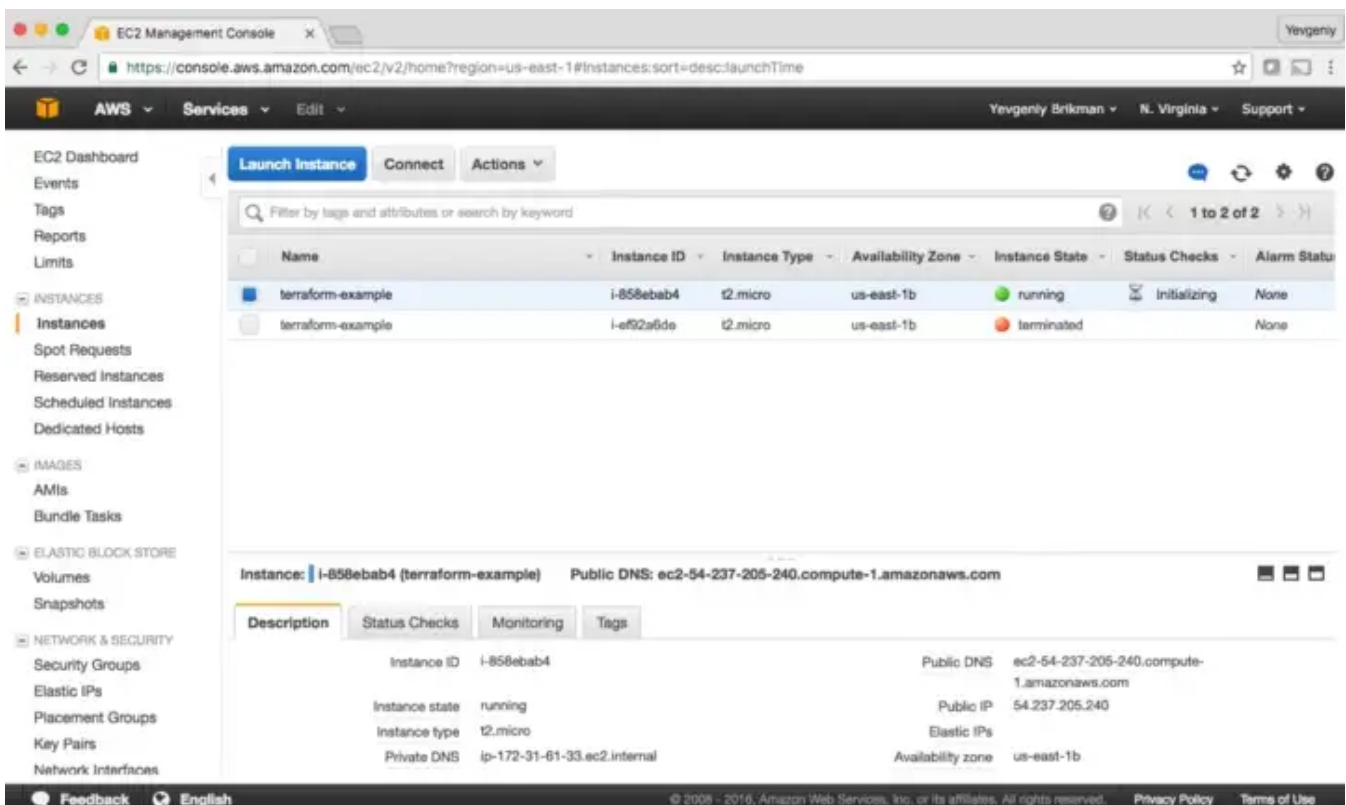 EC2 Management Console
Yevgeniy
https://console.aws.amazon.com/ec2/v2/home?region=us-east-1#Instances:sort=desc:launchTime
AWS Services Edit Yevgeniy Brikman N. Virginia Support
EC2 Dashboard
Events
Tags
Reports
Limits
INSTANCES
Instances
Spot Requests
Reserved Instances
Scheduled Instances
Dedicated Hosts
IMAGES
AMIs
Bundle Tasks
ELASTIC BLOCK STORE
Volumes
Snapshots
NETWORK & SECURITY
Security Groups
Elastic IPs
Placement Groups
Key Pairs
Network Interfaces
Launch Instance Connect Actions
Filter by tags and attributes or search by keyword
1 to 2 of 2
Name Instance ID Instance Type Availability Zone Instance State Status Checks Alarm Statu
terraform-example i-858ebab4 t2.micro us-east-1b running Initializing None
terraform-example i-ef92a6de t2.micro us-east-1b terminated None
Instance: i-858ebab4 (terraform-example) Public DNS: ec2-54-237-205-240.compute-1.amazonaws.com
Description Status Checks Monitoring Tags
Instance ID i-858ebab4
Instance state running
Instance type t2.micro
Private DNS ip-172-31-61-33.ec2.internal
Public DNS ec2-54-237-205-240.compute-
1.amazonaws.com
Public IP 54.237.205.240
Elastic IPs
Availability zone us-east-1b
Feedback English
© 2008 - 2016, Amazon Web Services, Inc. or its affiliates. All rights reserved. Privacy Policy Terms of Use